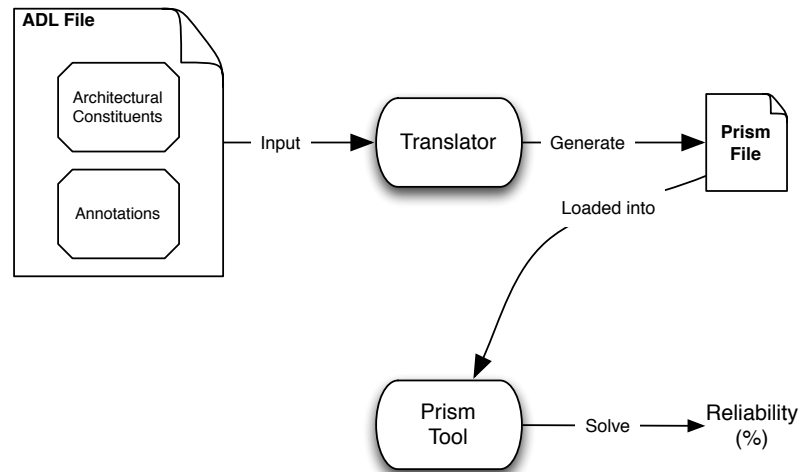 ADL File
Architectural
Constituents
Annotations
Input
Translator
Generate
Prism
File
Loaded into
Prism
Tool
Solve
Reliability
(%)